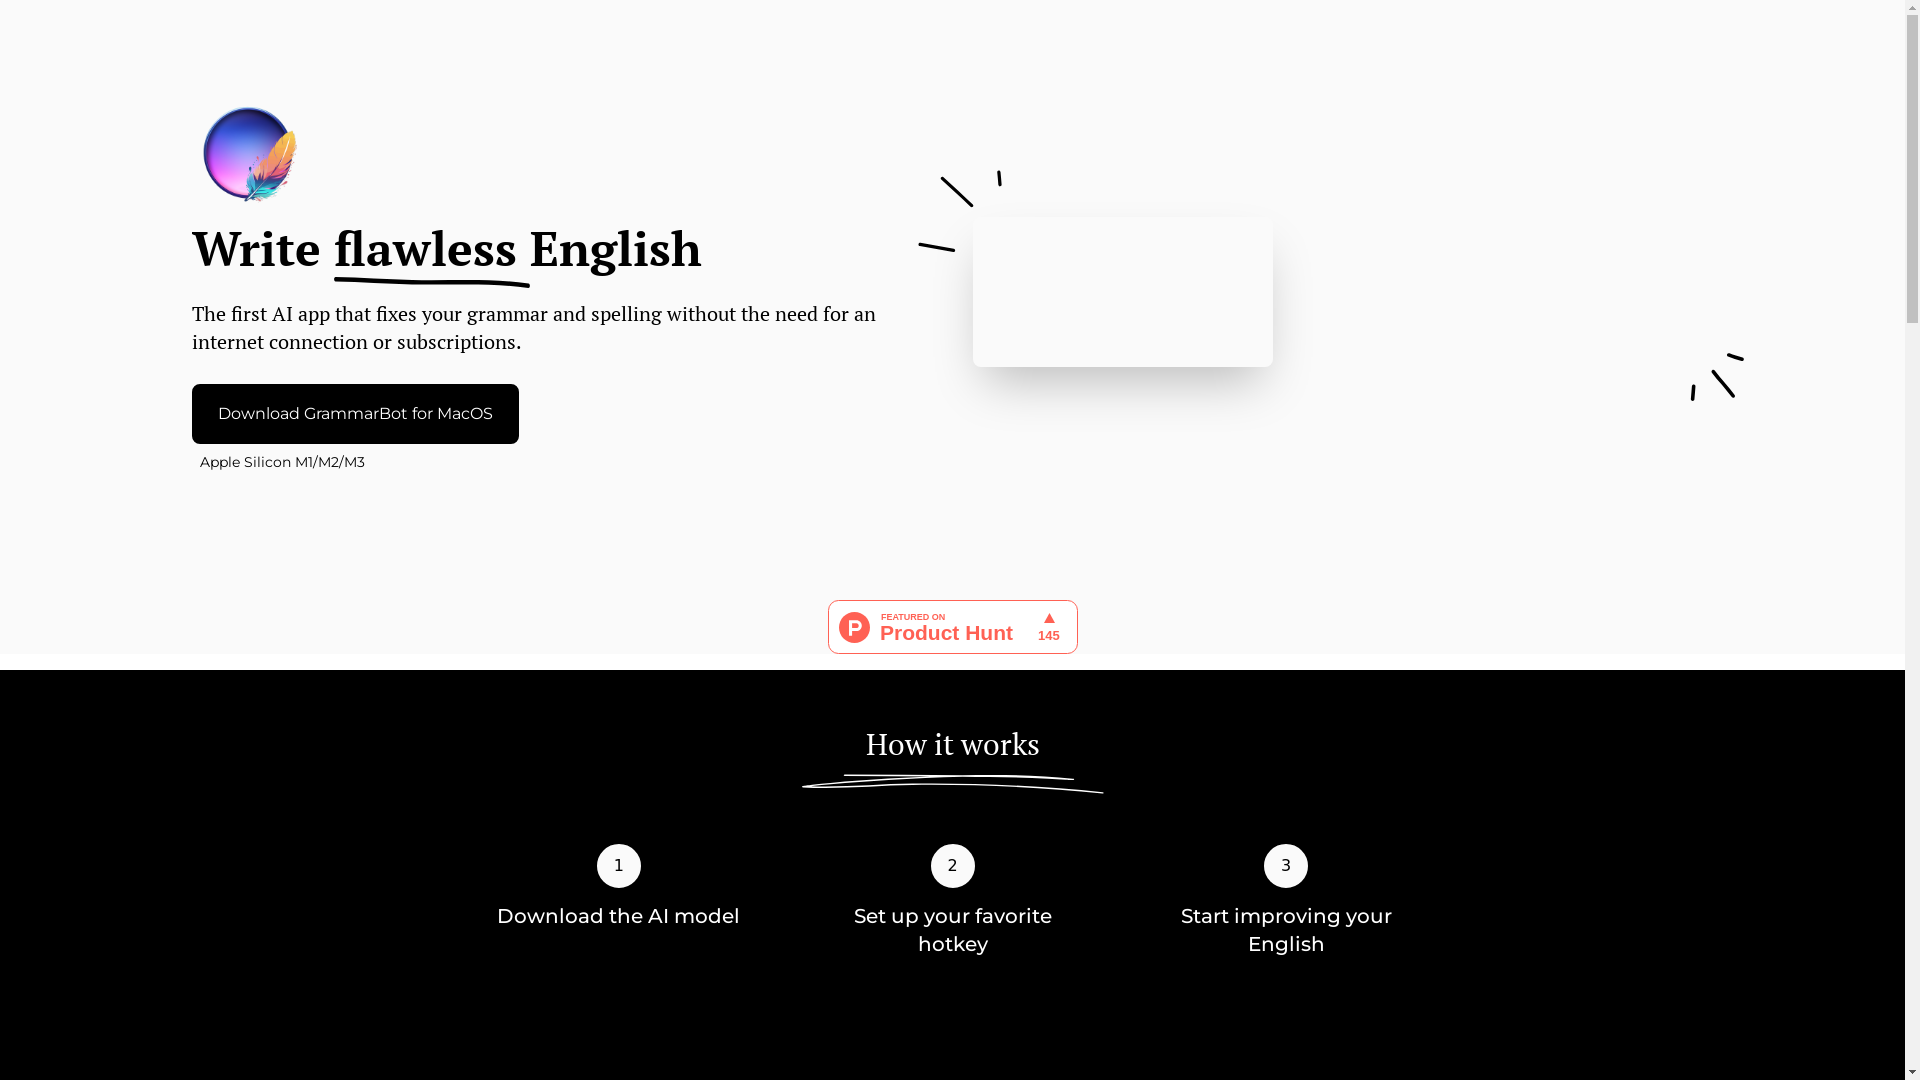 Write flawless English
The first AI app that fixes your grammar and spelling without the need for an
internet connection or subscriptions.
Download GrammarBot for MacOS
Apple Silicon M1/M2/M3
P
FEATURED ON
Product Hunt
145
How it works
1
Download the AI model
2
Set up your favorite
hotkey
3
Start improving your
English